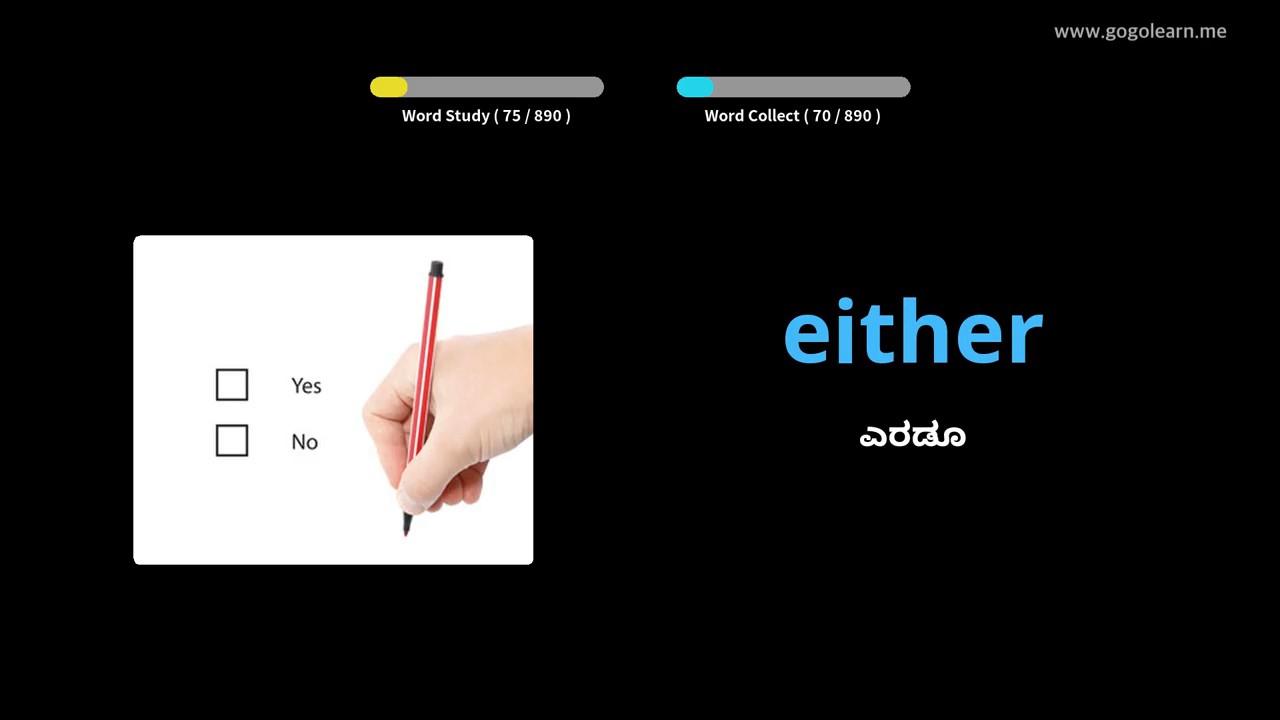 www.gogolearn.me
Word Study ( 75 / 890 )
Word Collect ( 70 / 890 )
Yes
No
either
ಎರಡೂ